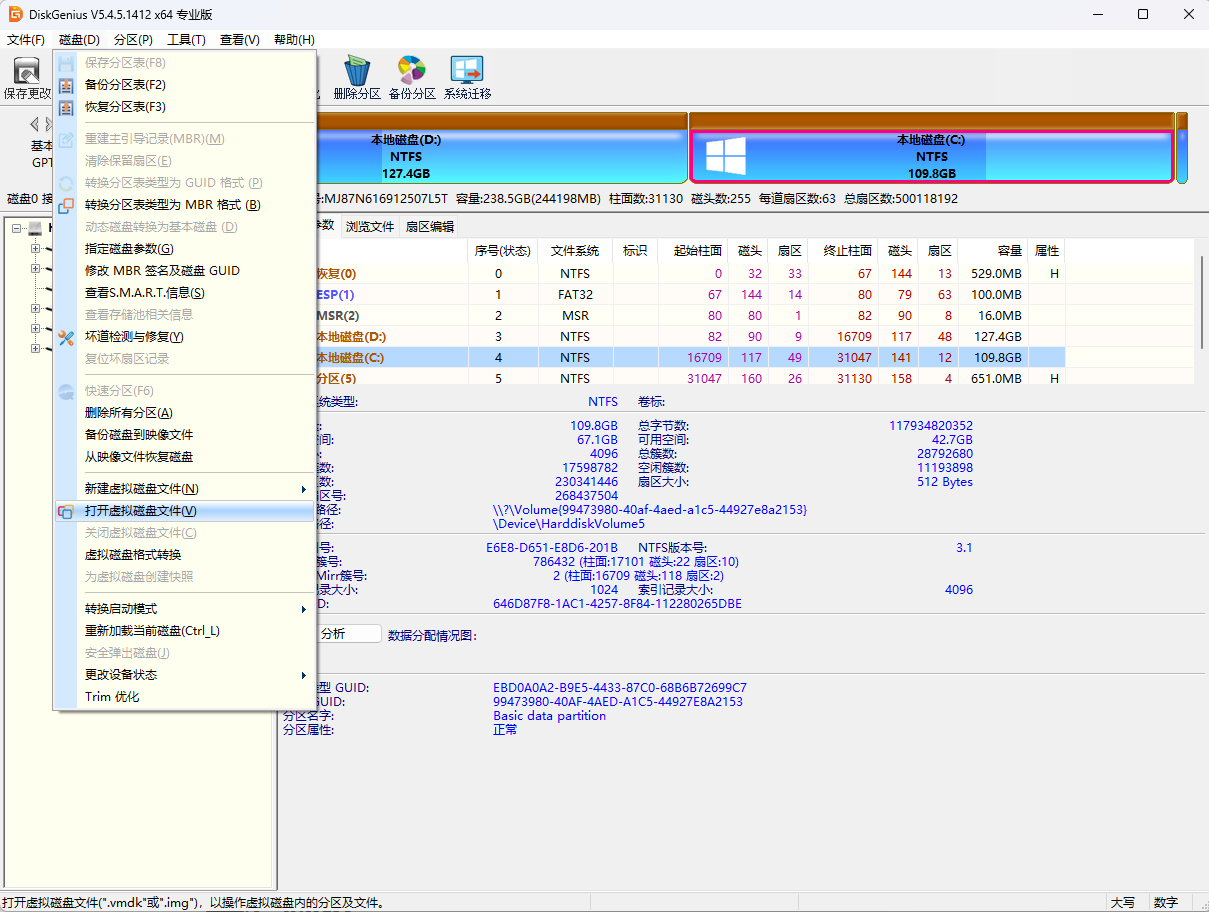 DiskGenius V5.4.5.1412 x64 专业版
文件(F) 磁盘(D) 分区(P) 工具(T) 查看(V) 帮助(H)
保存更改 删除分区 备份分区 系统迁移
保存分区表(F8)
备份分区表(F2)
恢复分区表(F3)
重建主引导记录(MBR)(M)
清除保留扇区(E)
转换分区表类型为 GUID 格式 (P)
转换分区表类型为 MBR 格式 (B)
动态磁盘转换为基本磁盘 (D)
指定磁盘参数(G)
修改 MBR 签名及磁盘 GUID
查看S.M.A.R.T.信息(S)
查看存储池相关信息
坏道检测与修复(Y)
复位坏扇区记录
快速分区(F6)
删除所有分区(A)
备份磁盘到映像文件
从映像文件恢复磁盘
新建虚拟磁盘文件(N)
打开虚拟磁盘文件(V)
关闭虚拟磁盘文件(C)
虚拟磁盘格式转换
为虚拟磁盘创建快照
转换启动模式
重新加载当前磁盘(Ctrl_L)
安全弹出磁盘(J)
更改设备状态
Trim 优化
基本
GPT
本地磁盘(D:)
NTFS
127.4GB
本地磁盘(C:)
NTFS
109.8GB
磁盘0 接 号:MJ87N616912507L5T 容量:238.5GB(244198MB) 柱面数:31130 磁头数:255 每道扇区数:63 总扇区数:500118192
参数 浏览文件 扇区编辑
序号(状态) 文件系统 标识 起始柱面 磁头 扇区 终止柱面 磁头 扇区 容量 属性
恢复(0) 0 NTFS 0 32 33 67 144 13 529.0MB H
ESP(1) 1 FAT32 67 144 14 80 79 63 100.0MB
MSR(2) 2 MSR 80 80 1 82 90 8 16.0MB
本地磁盘(D:) 3 NTFS 82 90 9 16709 117 48 127.4GB
本地磁盘(C:) 4 NTFS 16709 117 49 31047 141 12 109.8GB
分区(5) 5 NTFS 31047 160 26 31130 158 4 651.0MB H
统类型: NTFS 卷标:
: 109.8GB 总字节数: 117934820352
间: 67.1GB 可用空间: 42.7GB
: 4096 总簇数: 28792680
数: 17598782 空闲簇数: 11193898
数: 230341446 扇区大小: 512 Bytes
扇区号: 268437504
路径: \\?\Volume{99473980-40af-4aed-a1c5-44927e8a2153}
径: \Device\HarddiskVolume5
号: E6E8-D651-E8D6-201B NTFS版本号: 3.1
簇号: 786432 (柱面:17101 磁头:22 扇区:10)
Mirr簇号: 2 (柱面:16709 磁头:118 扇区:2)
记录大小: 1024 索引记录大小: 4096
D: 646D87F8-1AC1-4257-8F84-112280265DBE
分析 数据分配情况图:
型 GUID: EBD0A0A2-B9E5-4433-87C0-68B6B72699C7
GUID: 99473980-40AF-4AED-A1C5-44927E8A2153
分区名字: Basic data partition
分区属性: 正常
打开虚拟磁盘文件(".vmdk"或".img")，以操作虚拟磁盘内的分区及文件。 大写 数字